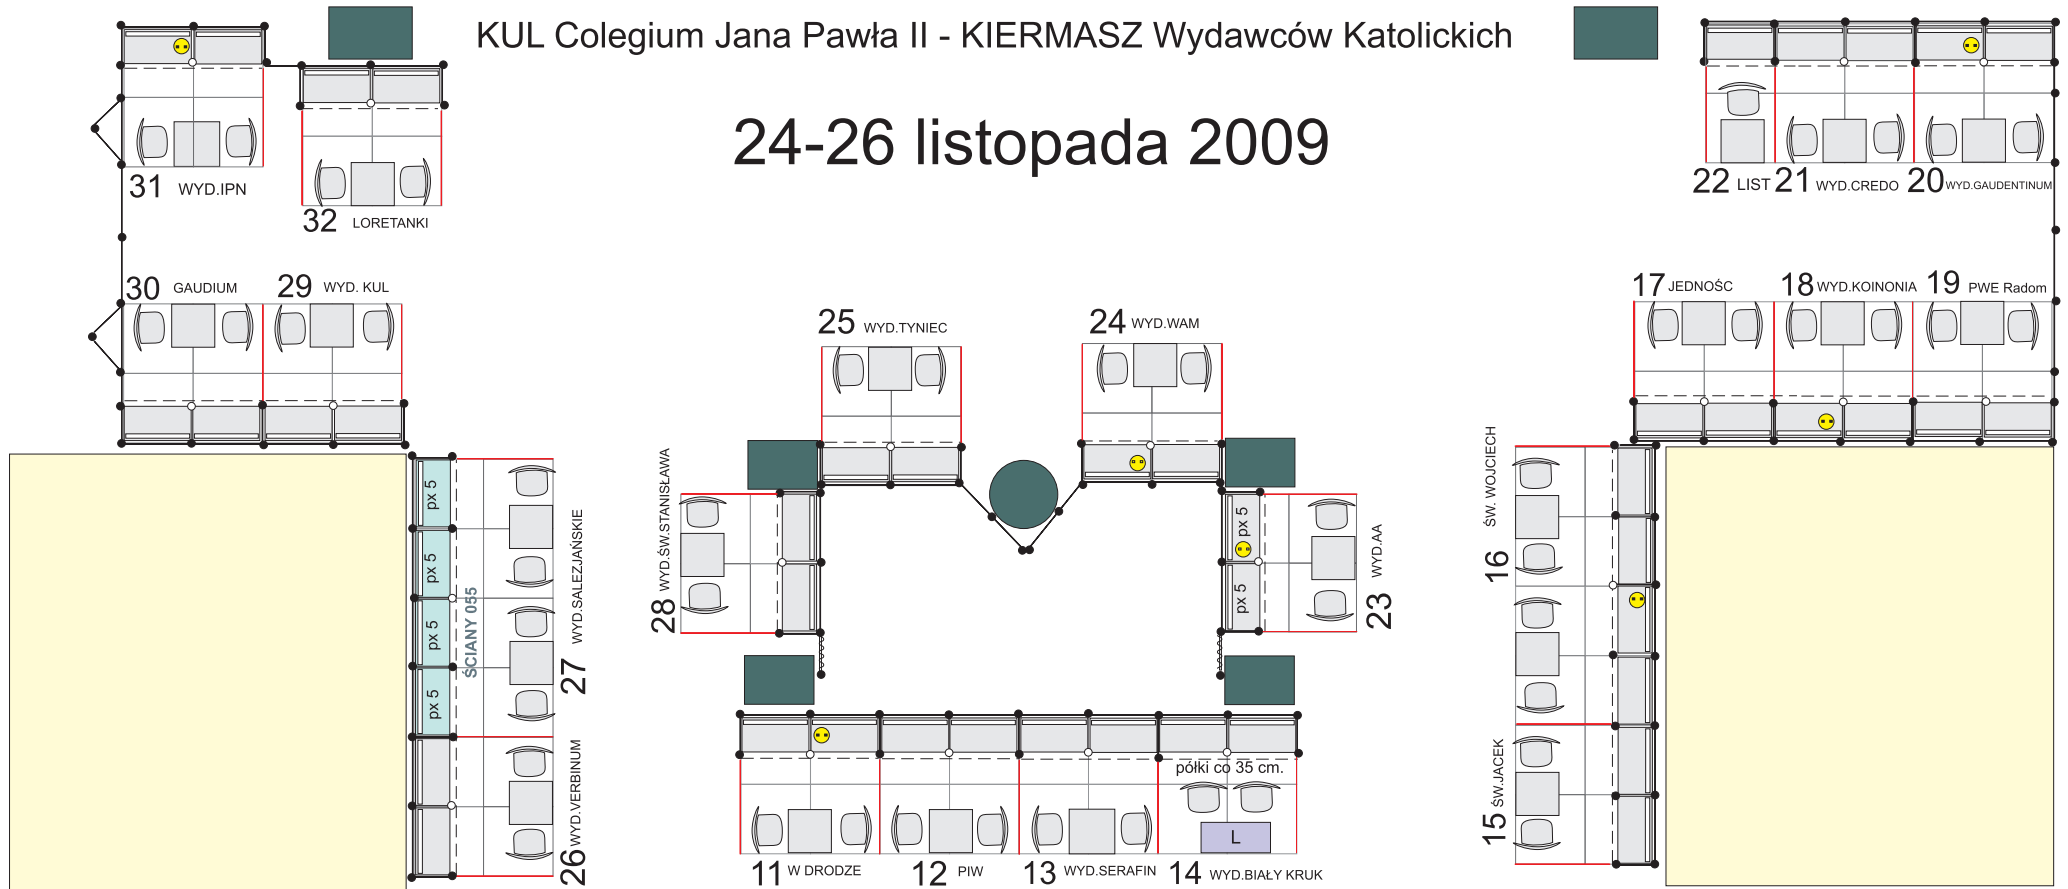 KUL Colegium Jana Pawła II - KIERMASZ Wydawców Katolickich
24-26 listopada 2009
31 WYD.IPN
32 LORETANKI
22 LIST
21 WYD.CREDO
20 WYD.GAUDENTINUM
30 GAUDIUM
29 WYD. KUL
25 WYD.TYNIEC
24 WYD.WAM
17 JEDNOŚC
18 WYD.KOINONIA
19 PWE Radom
px 5
px 5
px 5
px 5
ŚCIANY 055
27 WYD.SALEZJAŃSKIE
26 WYD.VERBINUM
28 WYD.ŚW.STANISŁAWA
px 5
px 5
23 WYD.AA
16 ŚW. WOJCIECH
15 ŚW.JACEK
półki co 35 cm.
L
11 W DRODZE
12 PIW
13 WYD.SERAFIN
14 WYD.BIAŁY KRUK